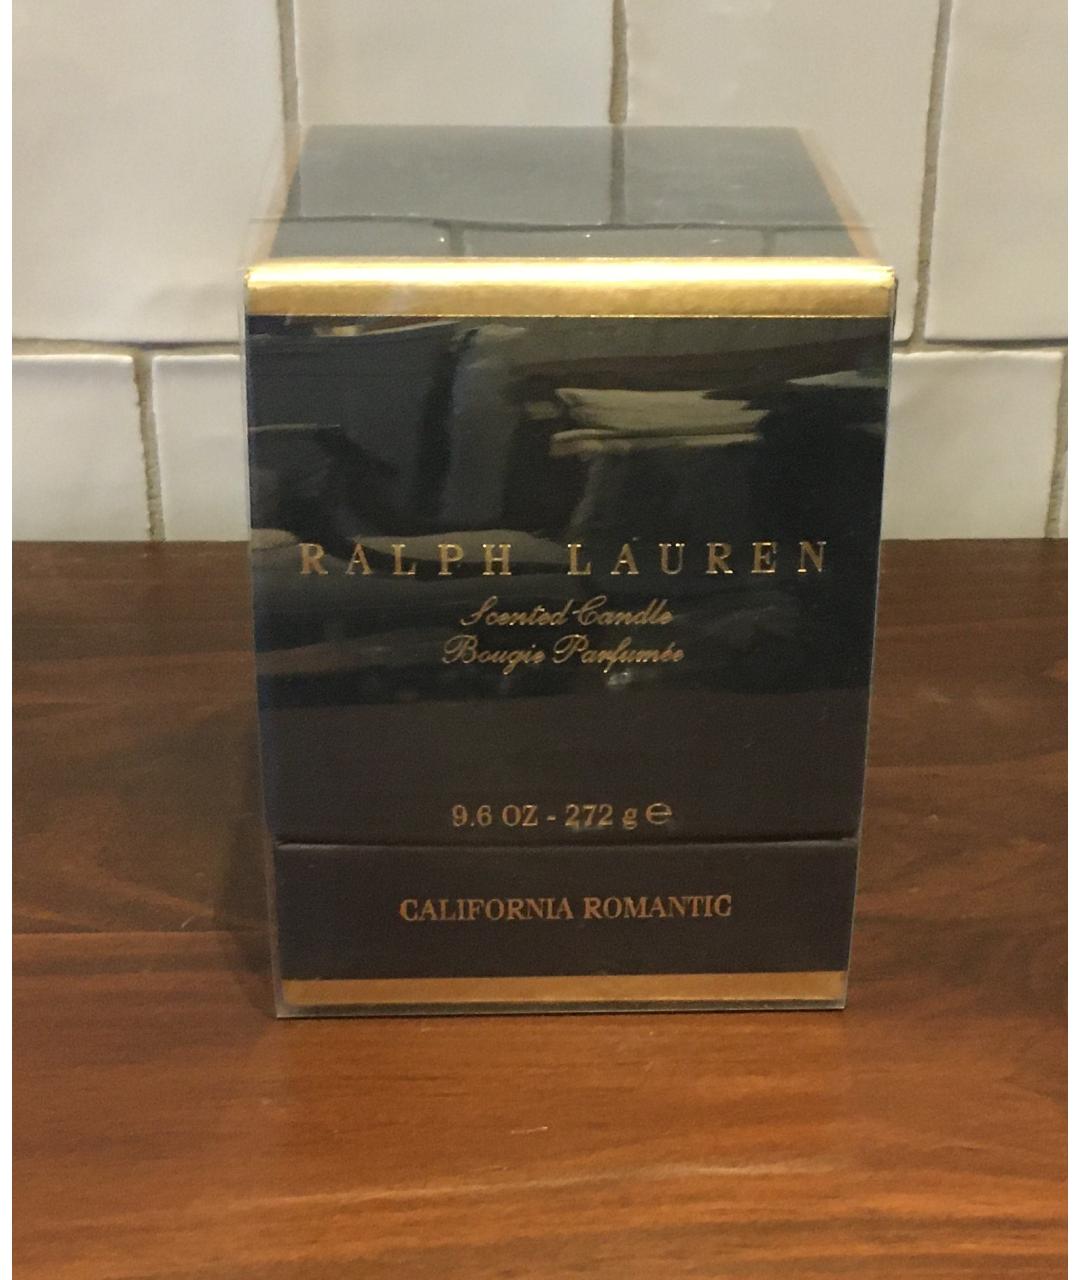 RALPH LAUREN
Scented Candle
Bougie Parfumée
9.6 OZ - 272 g ℮
CALIFORNIA ROMANTIC